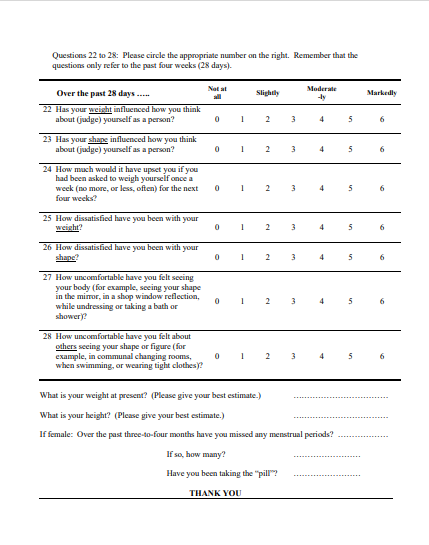 Questions 22 to 28: Please circle the appropriate number on the right. Remember that the
questions only refer to the past four weeks (28 days).
Over the past 28 days ….. Not at all Slightly Moderate -ly Markedly
22 Has your weight influenced how you think
about (judge) yourself as a person? 0 1 2 3 4 5 6
23 Has your shape influenced how you think
about (judge) yourself as a person? 0 1 2 3 4 5 6
24 How much would it have upset you if you
had been asked to weigh yourself once a
week (no more, or less, often) for the next
four weeks? 0 1 2 3 4 5 6
25 How dissatisfied have you been with your
weight? 0 1 2 3 4 5 6
26 How dissatisfied have you been with your
shape? 0 1 2 3 4 5 6
27 How uncomfortable have you felt seeing
your body (for example, seeing your shape
in the mirror, in a shop window reflection,
while undressing or taking a bath or
shower)? 0 1 2 3 4 5 6
28 How uncomfortable have you felt about
others seeing your shape or figure (for
example, in communal changing rooms,
when swimming, or wearing tight clothes)? 0 1 2 3 4 5 6
What is your weight at present? (Please give your best estimate.) ....................................
What is your height? (Please give your best estimate.) ....................................
If female: Over the past three-to-four months have you missed any menstrual periods? ...................
If so, how many? .........................
Have you been taking the “pill”? .........................
THANK YOU